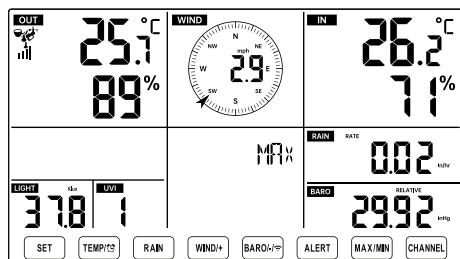 OUT
25.7 °C
89%
WIND
N
NW NE
mph
2.9
W E
SW SE
S
IN
26.2 °C
71%
MAX
RAIN RATE
0.02 in/hr
LIGHT Klux
37.8
UVI
1
BARO RELATIVE
29.92 inHg
SET TEMP/ RAIN WIND/+ BARO/-/ ALERT MAX/MIN CHANNEL